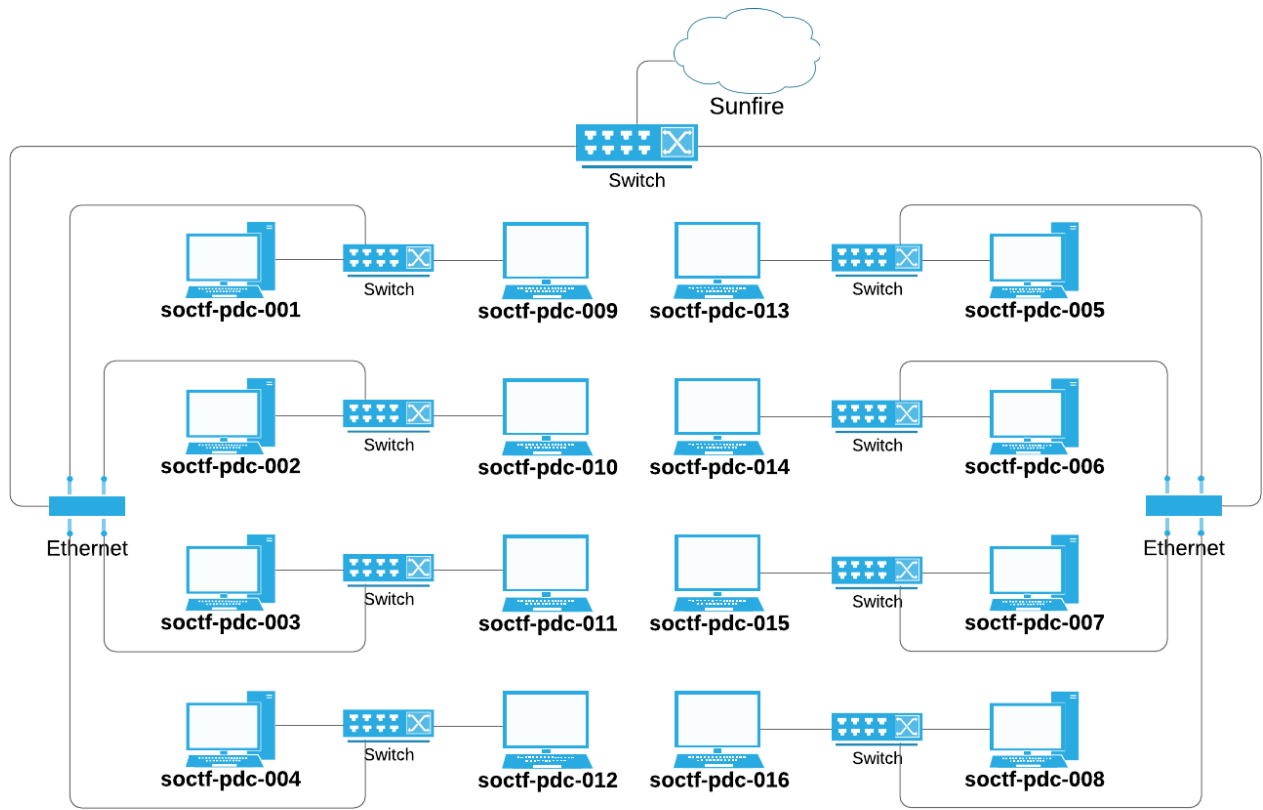 Sunfire
Switch
Switch
Switch
soctf-pdc-001
soctf-pdc-009
soctf-pdc-013
soctf-pdc-005
Switch
Switch
soctf-pdc-002
soctf-pdc-010
soctf-pdc-014
soctf-pdc-006
Ethernet
Ethernet
Switch
Switch
soctf-pdc-003
soctf-pdc-011
soctf-pdc-015
soctf-pdc-007
Switch
Switch
soctf-pdc-004
soctf-pdc-012
soctf-pdc-016
soctf-pdc-008